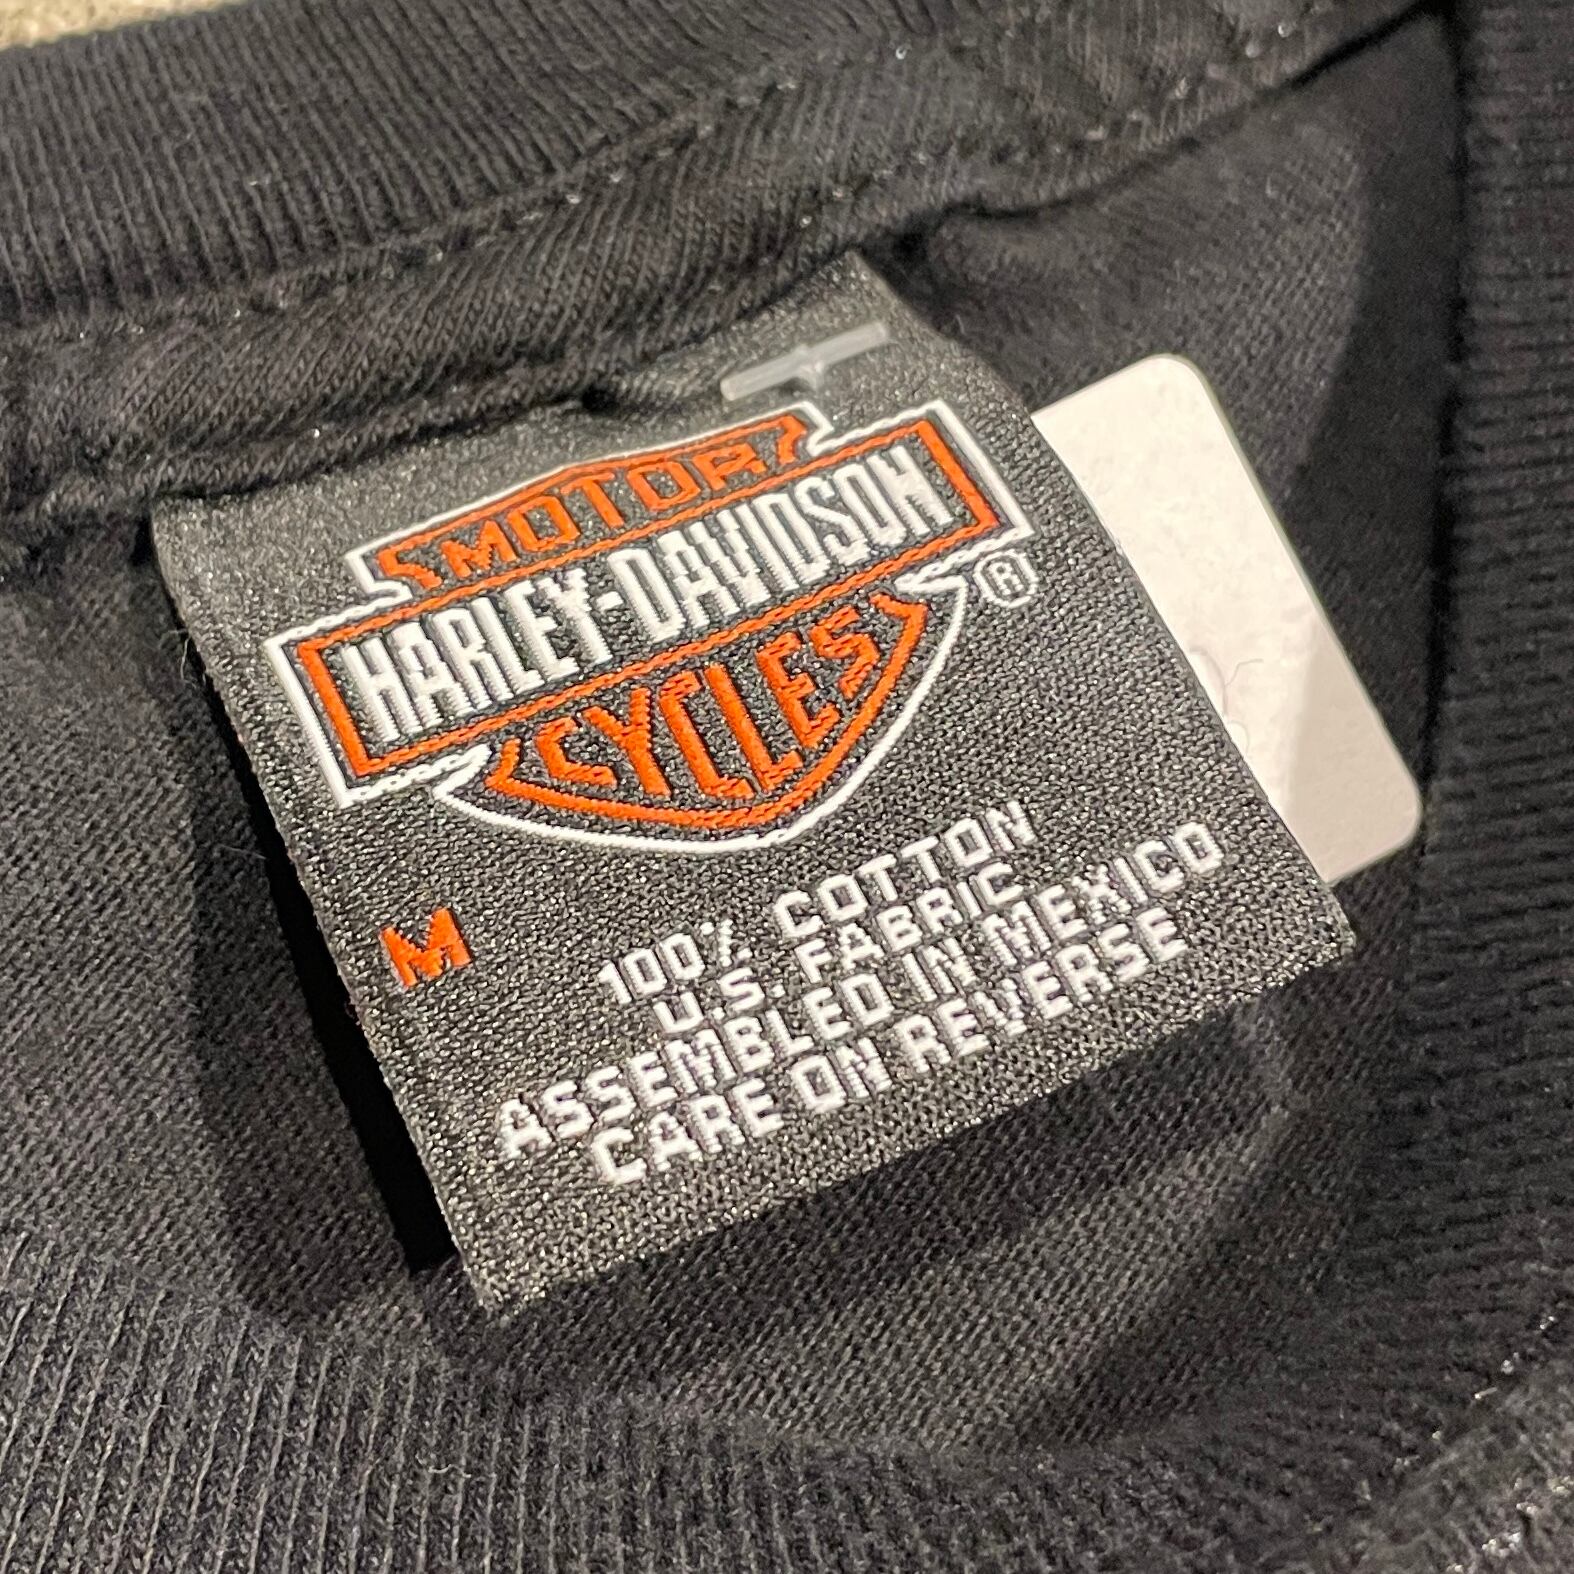 MOTOR
HARLEY-DAVIDSON
®
CYCLES
M
100% COTTON
U.S. FABRIC
ASSEMBLED IN MEXICO
CARE ON REVERSE